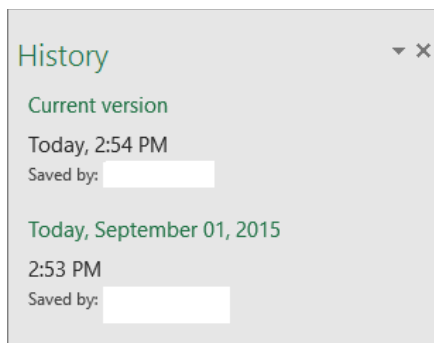 History
Current version
Today, 2:54 PM
Saved by:
Today, September 01, 2015
2:53 PM
Saved by: